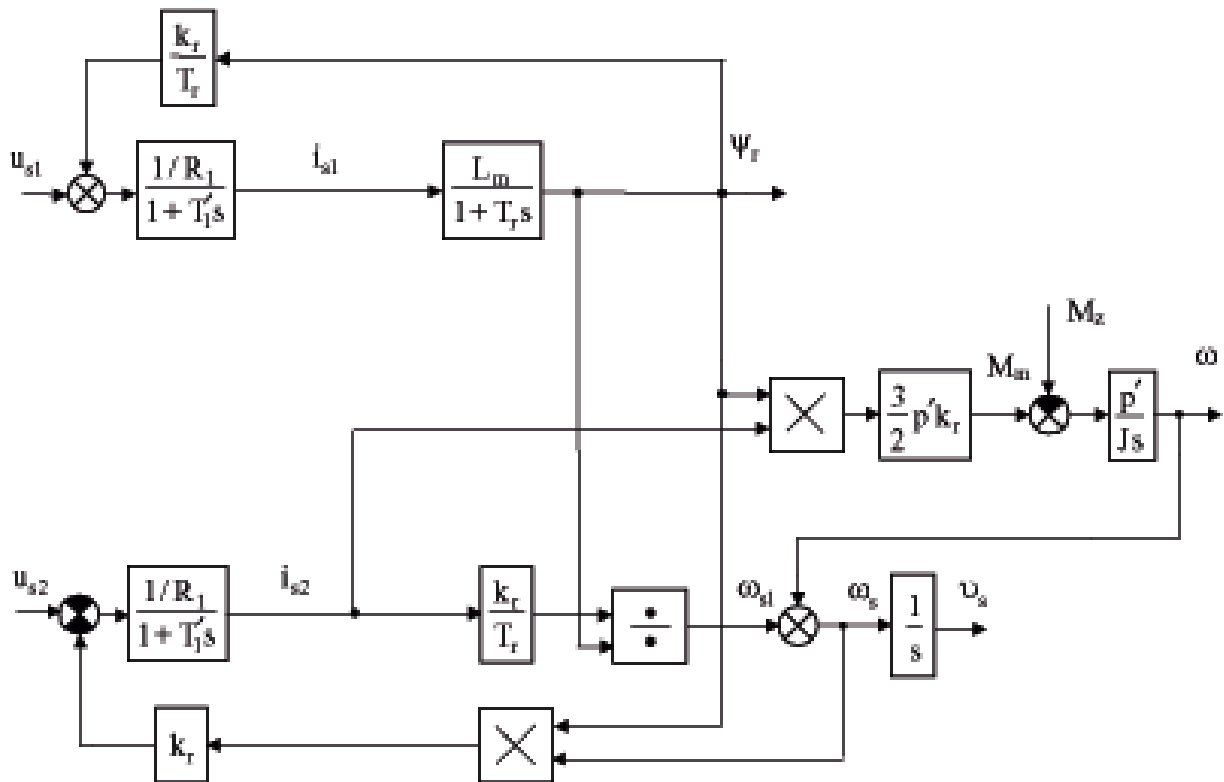 k_r
T_r
u_s1
1/R_1
1+T_1's
i_s1
L_m
1+T_r s
ψ_r
M_z
M_m
ω
3
2
p'k_r
p'
Js
u_s2
1/R_1
1+T_1's
i_s2
k_r
T_r
÷
ω_sl
ω_s
1
s
υ_s
k_r